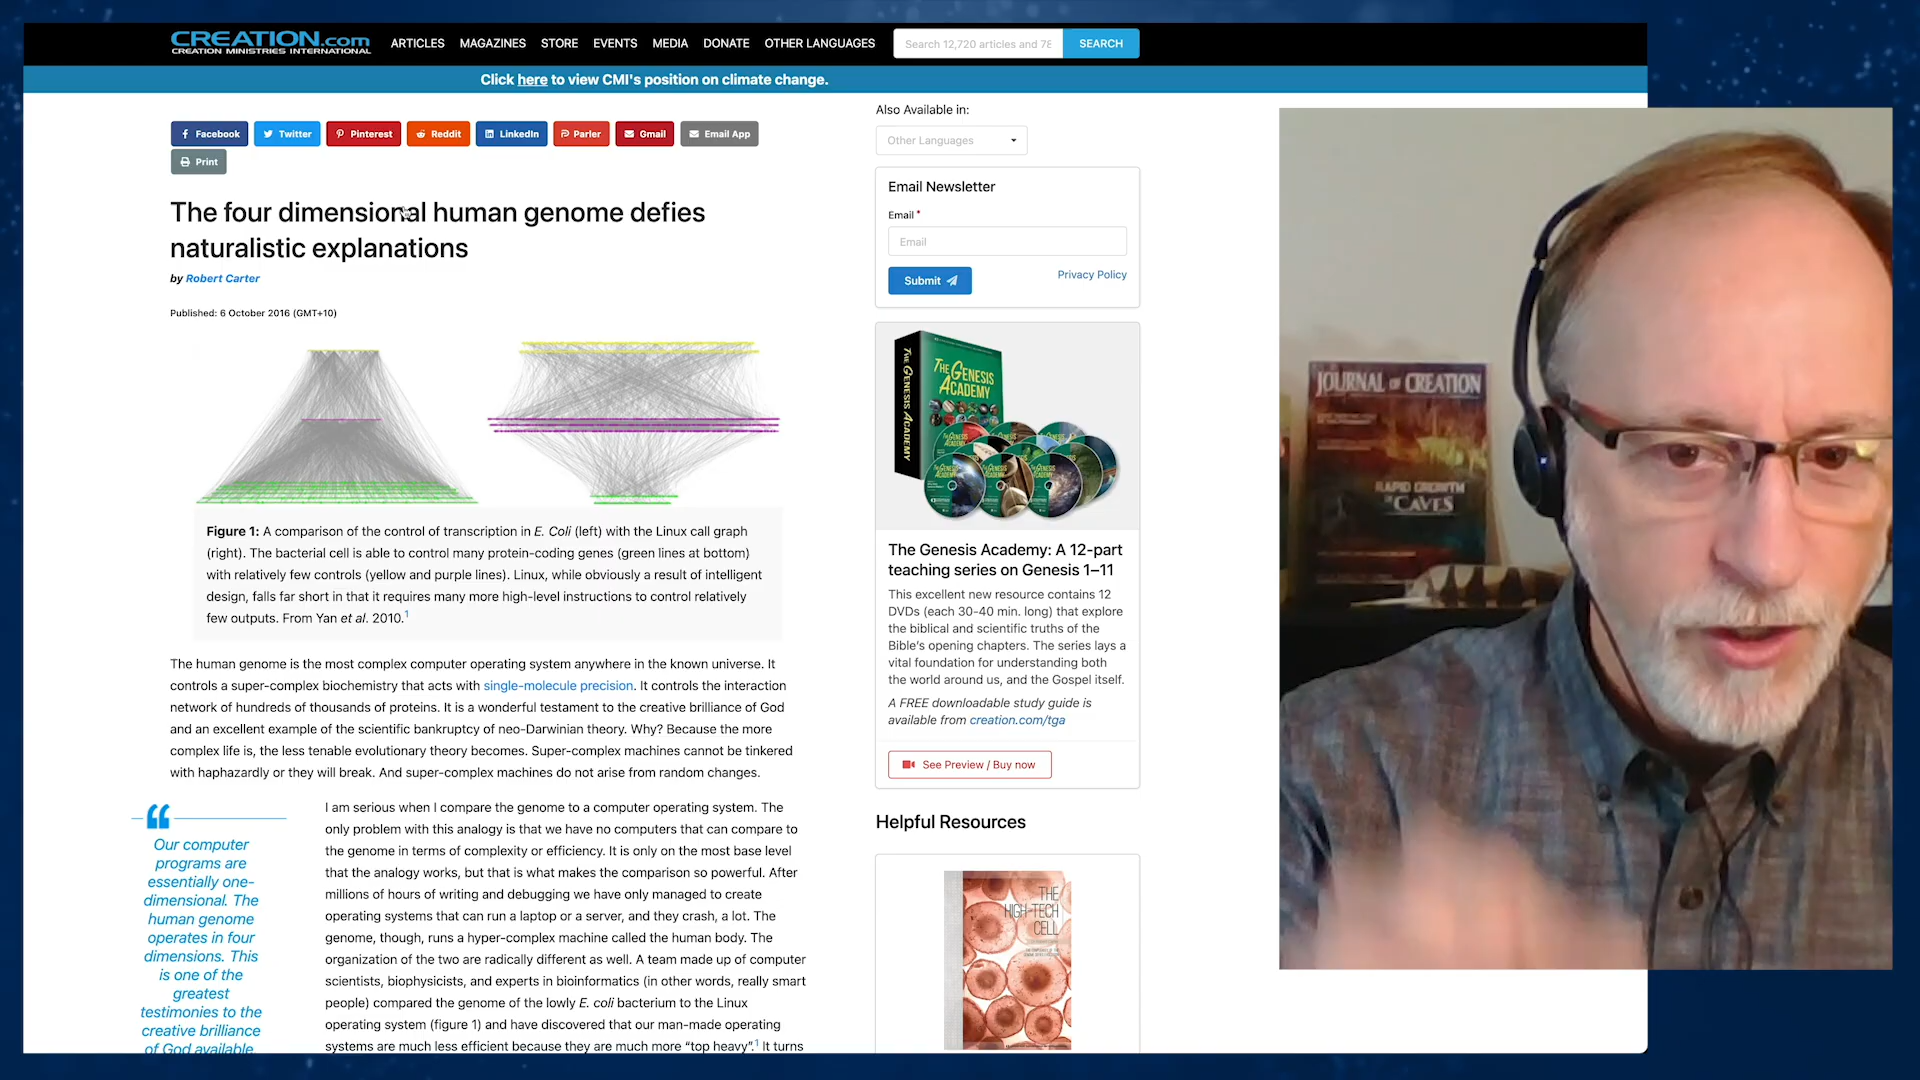 CREATION.com
CREATION MINISTRIES INTERNATIONAL
ARTICLES MAGAZINES STORE EVENTS MEDIA DONATE OTHER LANGUAGES
Search 12,720 articles and 78
SEARCH
Click here to view CMI's position on climate change.
Facebook Twitter Pinterest Reddit LinkedIn Parler Gmail Email App
Print
The four dimensional human genome defies
naturalistic explanations
by Robert Carter
Published: 6 October 2016 (GMT+10)
Figure 1: A comparison of the control of transcription in E. Coli (left) with the Linux call graph
(right). The bacterial cell is able to control many protein-coding genes (green lines at bottom)
with relatively few controls (yellow and purple lines). Linux, while obviously a result of intelligent
design, falls far short in that it requires many more high-level instructions to control relatively
few outputs. From Yan et al. 2010.1
The human genome is the most complex computer operating system anywhere in the known universe. It
controls a super-complex biochemistry that acts with single-molecule precision. It controls the interaction
network of hundreds of thousands of proteins. It is a wonderful testament to the creative brilliance of God
and an excellent example of the scientific bankruptcy of neo-Darwinian theory. Why? Because the more
complex life is, the less tenable evolutionary theory becomes. Super-complex machines cannot be tinkered
with haphazardly or they will break. And super-complex machines do not arise from random changes.
Our computer
programs are
essentially one-
dimensional. The
human genome
operates in four
dimensions. This
is one of the
greatest
testimonies to the
creative brilliance
of God available.
I am serious when I compare the genome to a computer operating system. The
only problem with this analogy is that we have no computers that can compare to
the genome in terms of complexity or efficiency. It is only on the most base level
that the analogy works, but that is what makes the comparison so powerful. After
millions of hours of writing and debugging we have only managed to create
operating systems that can run a laptop or a server, and they crash, a lot. The
genome, though, runs a hyper-complex machine called the human body. The
organization of the two are radically different as well. A team made up of computer
scientists, biophysicists, and experts in bioinformatics (in other words, really smart
people) compared the genome of the lowly E. coli bacterium to the Linux
operating system (figure 1) and have discovered that our man-made operating
systems are much less efficient because they are much more “top heavy”.1 It turns
Also Available in:
Other Languages
Email Newsletter
Email *
Email
Submit
Privacy Policy
THE GENESIS ACADEMY
THE GENESIS
ACADEMY
The Genesis Academy: A 12-part
teaching series on Genesis 1–11
This excellent new resource contains 12
DVDs (each 30-40 min. long) that explore
the biblical and scientific truths of the
Bible's opening chapters. The series lays a
vital foundation for understanding both
the world around us, and the Gospel itself.
A FREE downloadable study guide is
available from creation.com/tga
See Preview / Buy now
Helpful Resources
THE
HIGH-TECH
CELL
JOURNAL OF CREATION
RAPID GROWTH
OF CAVES